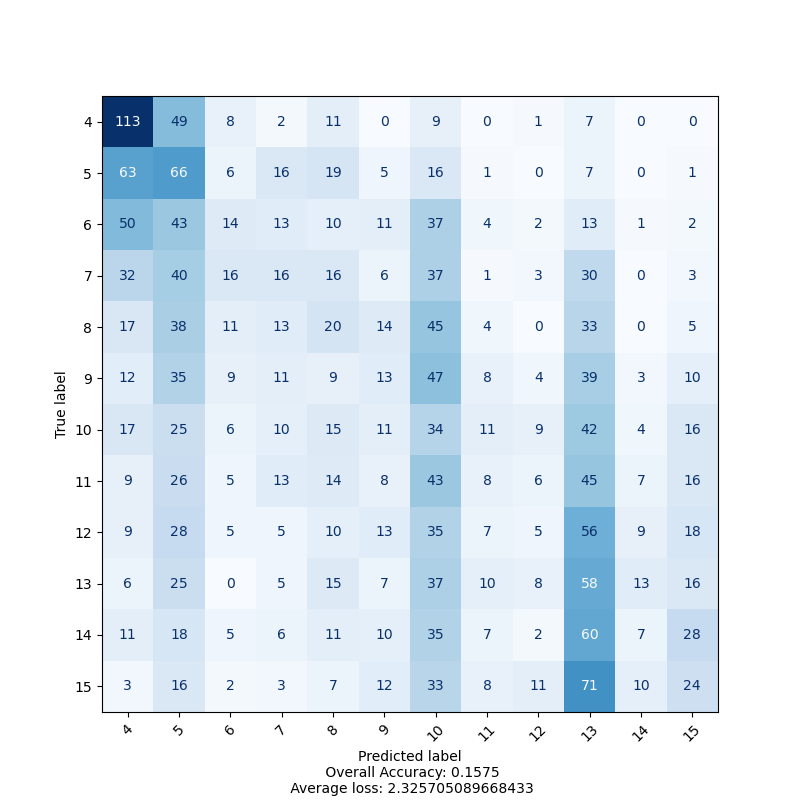 4 113 49 8 2 11 0 9 0 1 7 0 0
5 63 66 6 16 19 5 16 1 0 7 0 1
6 50 43 14 13 10 11 37 4 2 13 1 2
7 32 40 16 16 16 6 37 1 3 30 0 3
8 17 38 11 13 20 14 45 4 0 33 0 5
True label
9 12 35 9 11 9 13 47 8 4 39 3 10
10 17 25 6 10 15 11 34 11 9 42 4 16
11 9 26 5 13 14 8 43 8 6 45 7 16
12 9 28 5 5 10 13 35 7 5 56 9 18
13 6 25 0 5 15 7 37 10 8 58 13 16
14 11 18 5 6 11 10 35 7 2 60 7 28
15 3 16 2 3 7 12 33 8 11 71 10 24
4 5 6 7 8 9 10 11 12 13 14 15
Predicted label
Overall Accuracy: 0.1575
Average loss: 2.325705089668433